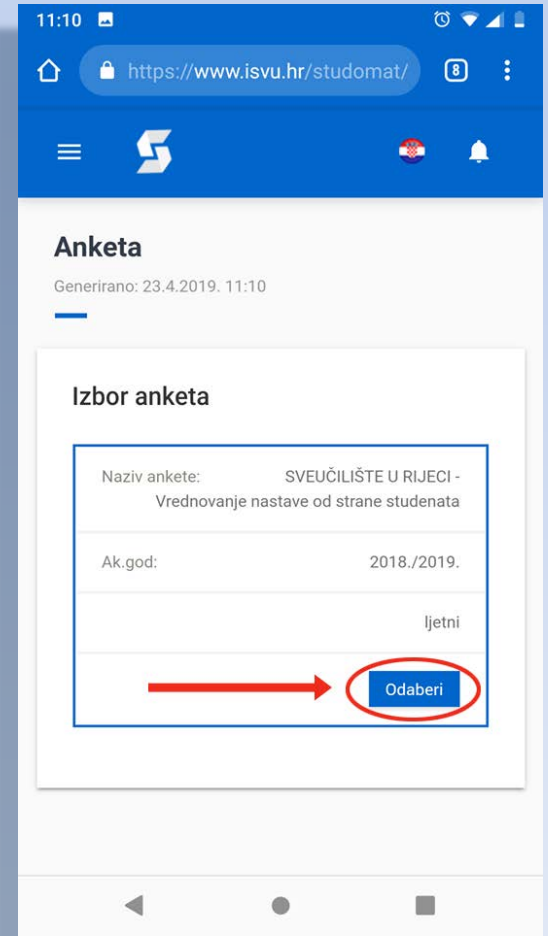 11:10
https://www.isvu.hr/studomat/
8
Anketa
Generirano: 23.4.2019. 11:10
Izbor anketa
Naziv ankete: SVEUČILIŠTE U RIJECI -
Vrednovanje nastave od strane studenata
Ak.god: 2018./2019.
ljetni
Odaberi